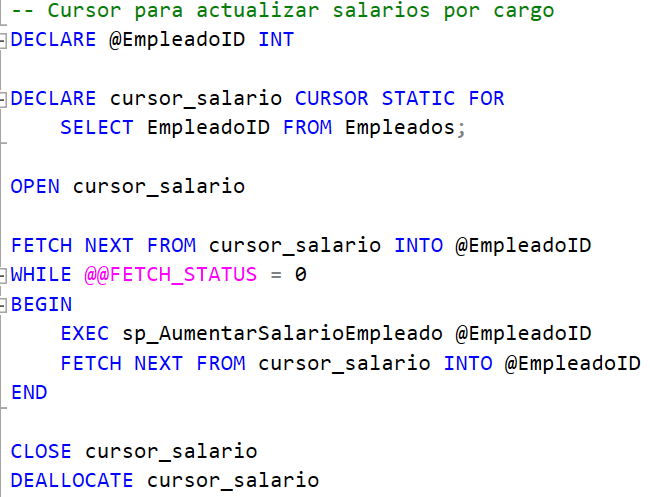 -- Cursor para actualizar salarios por cargo
DECLARE @EmpleadoID INT
DECLARE cursor_salario CURSOR STATIC FOR
SELECT EmpleadoID FROM Empleados;
OPEN cursor_salario
FETCH NEXT FROM cursor_salario INTO @EmpleadoID
WHILE @@FETCH_STATUS = 0
BEGIN
EXEC sp_AumentarSalarioEmpleado @EmpleadoID
FETCH NEXT FROM cursor_salario INTO @EmpleadoID
END
CLOSE cursor_salario
DEALLOCATE cursor_salario